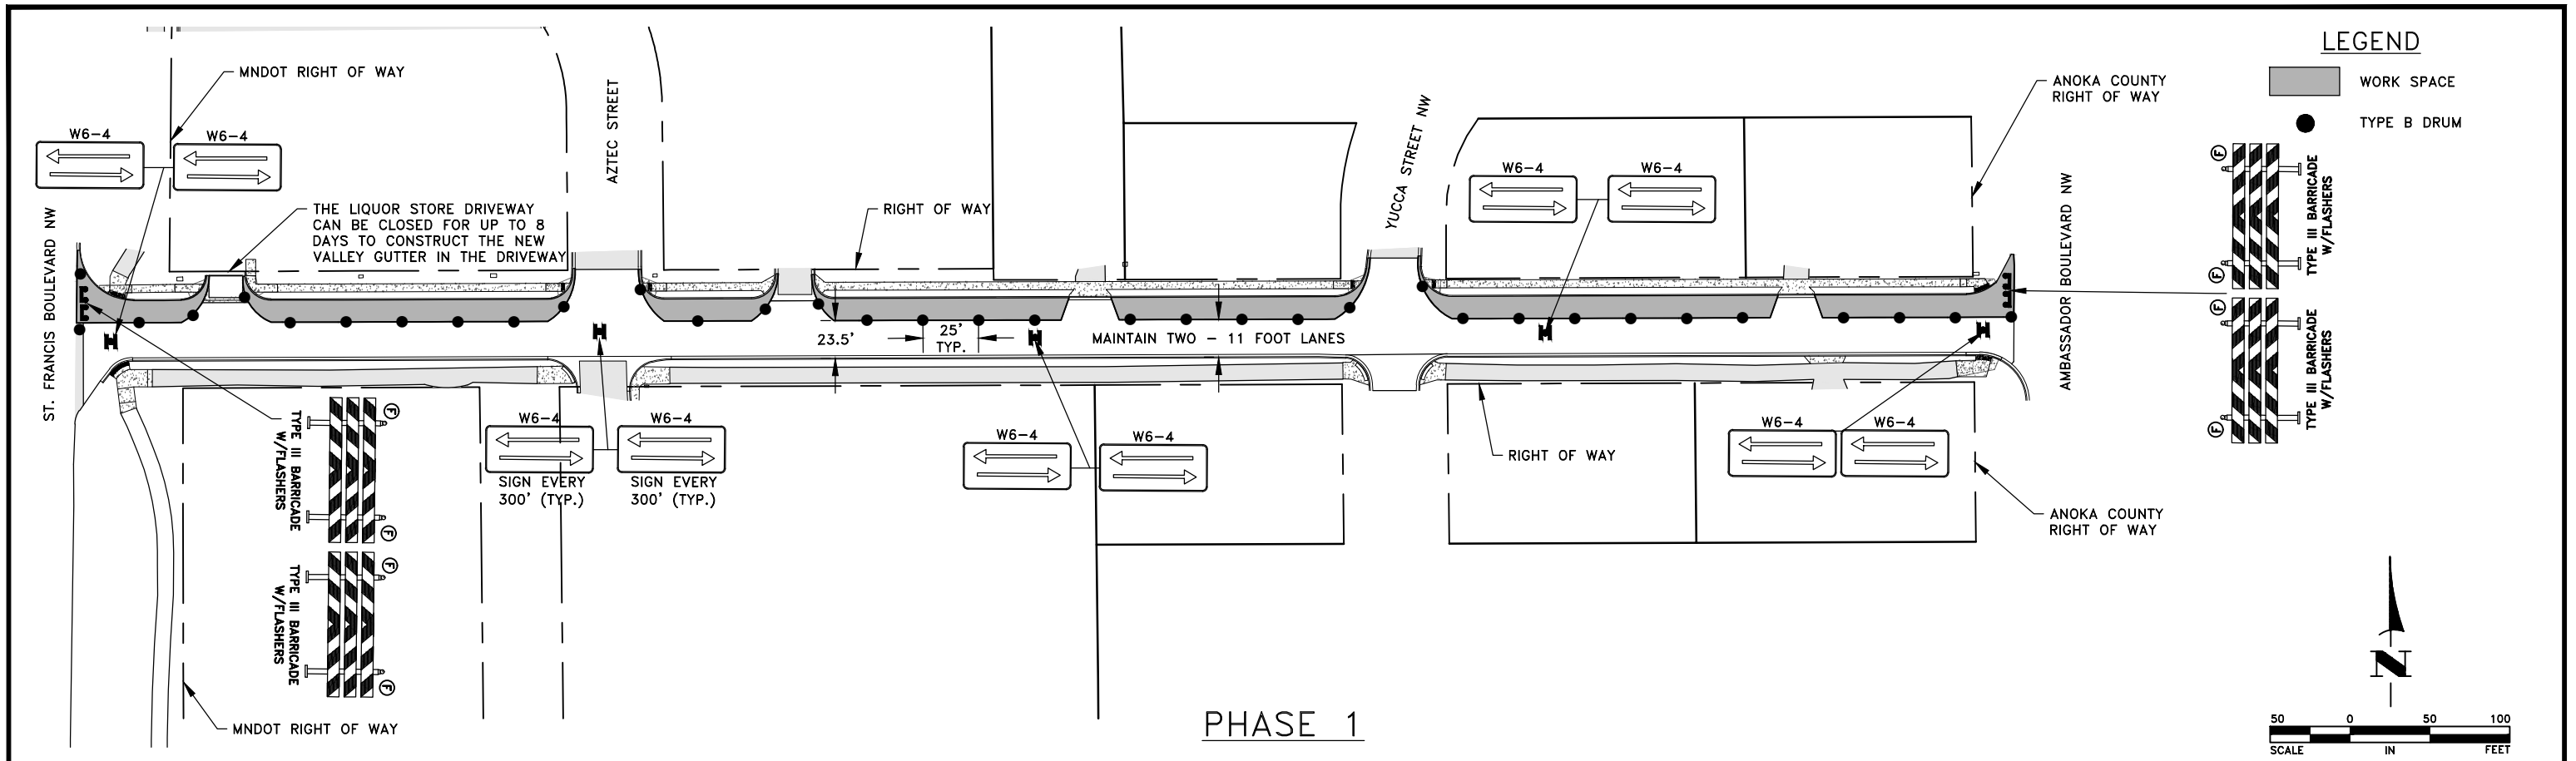 LEGEND
WORK SPACE
TYPE B DRUM
MNDOT RIGHT OF WAY
W6-4
W6-4
AZTEC STREET
ST. FRANCIS BOULEVARD NW
THE LIQUOR STORE DRIVEWAY
CAN BE CLOSED FOR UP TO 8
DAYS TO CONSTRUCT THE NEW
VALLEY GUTTER IN THE DRIVEWAY
RIGHT OF WAY
YUCCA STREET NW
W6-4
W6-4
ANOKA COUNTY
RIGHT OF WAY
AMBASSADOR BOULEVARD NW
F
TYPE III BARRICADE
W/FLASHERS
F
F
TYPE III BARRICADE
W/FLASHERS
F
23.5'
25'
TYP.
MAINTAIN TWO - 11 FOOT LANES
TYPE III BARRICADE
W/FLASHERS
F
F
TYPE III BARRICADE
W/FLASHERS
F
F
W6-4
W6-4
SIGN EVERY
300' (TYP.)
SIGN EVERY
300' (TYP.)
W6-4
W6-4
RIGHT OF WAY
W6-4
W6-4
ANOKA COUNTY
RIGHT OF WAY
MNDOT RIGHT OF WAY
PHASE 1
N
50 0 50 100
SCALE IN FEET